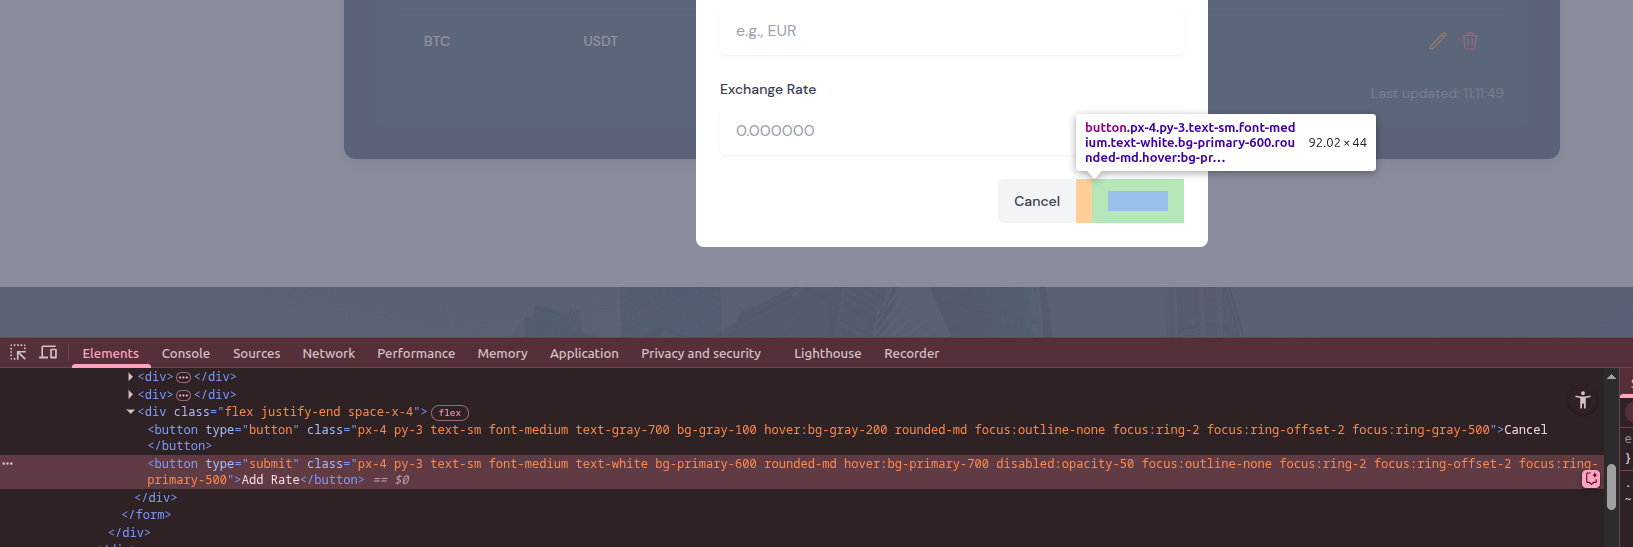 e.g., EUR
BTC
USDT
Exchange Rate
Last updated: 11:11:49
0.000000
button.px-4.py-3.text-sm.font-med
ium.text-white.bg-primary-600.rou
nded-md.hover:bg-pr...
92.02 × 44
Cancel
Elements
Console
Sources
Network
Performance
Memory
Application
Privacy and security
Lighthouse
Recorder
<div> ••• </div>
<div> ••• </div>
<div class="flex justify-end space-x-4"> flex
<button type="button" class="px-4 py-3 text-sm font-medium text-gray-700 bg-gray-100 hover:bg-gray-200 rounded-md focus:outline-none focus:ring-2 focus:ring-offset-2 focus:ring-gray-500">Cancel
</button>
<button type="submit" class="px-4 py-3 text-sm font-medium text-white bg-primary-600 rounded-md hover:bg-primary-700 disabled:opacity-50 focus:outline-none focus:ring-2 focus:ring-offset-2 focus:ring-
primary-500">Add Rate</button> == $0
</div>
</form>
</div>